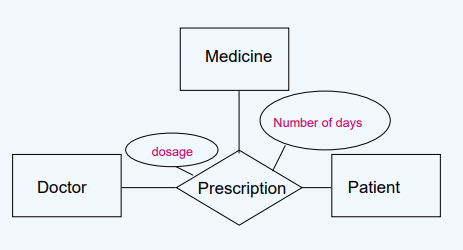 Medicine
Number of days
dosage
Doctor
Prescription
Patient